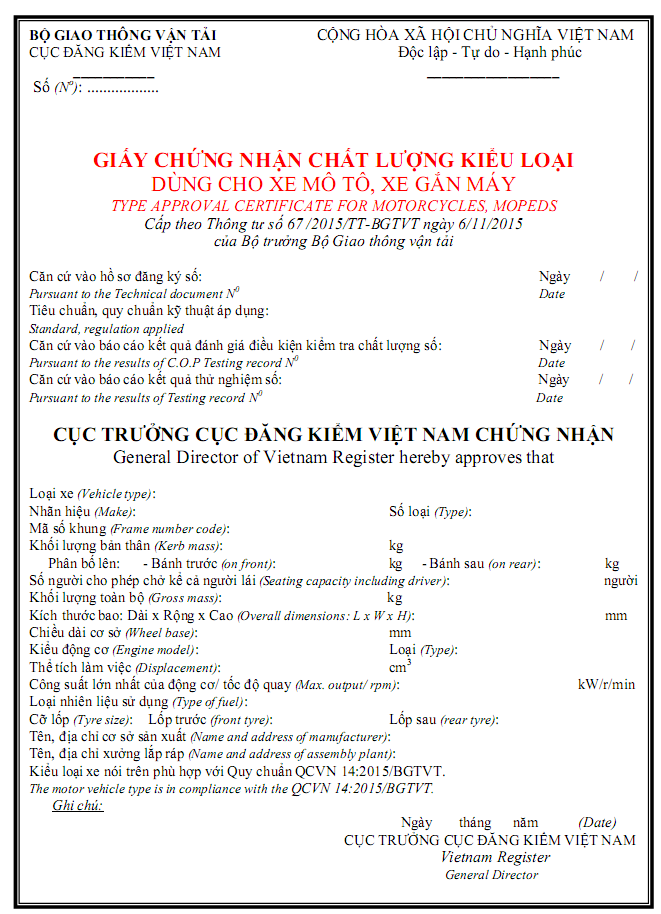 BỘ GIAO THÔNG VẬN TẢI
CỤC ĐĂNG KIỂM VIỆT NAM
CỘNG HÒA XÃ HỘI CHỦ NGHĨA VIỆT NAM
Độc lập - Tự do - Hạnh phúc
Số (Nº): ..................
GIẤY CHỨNG NHẬN CHẤT LƯỢNG KIỂU LOẠI
DÙNG CHO XE MÔ TÔ, XE GẮN MÁY
TYPE APPROVAL CERTIFICATE FOR MOTORCYCLES, MOPEDS
Cấp theo Thông tư số 67 /2015/TT-BGTVT ngày 6/11/2015
của Bộ trưởng Bộ Giao thông vận tải
Căn cứ vào hồ sơ đăng ký số: Ngày / /
Pursuant to the Technical document N⁰ Date
Tiêu chuẩn, quy chuẩn kỹ thuật áp dụng:
Standard, regulation applied
Căn cứ vào báo cáo kết quả đánh giá điều kiện kiểm tra chất lượng số: Ngày / /
Pursuant to the results of C.O.P Testing record N⁰ Date
Căn cứ vào báo cáo kết quả thử nghiệm số: Ngày / /
Pursuant to the results of Testing record N⁰ Date
CỤC TRƯỞNG CỤC ĐĂNG KIỂM VIỆT NAM CHỨNG NHẬN
General Director of Vietnam Register hereby approves that
Loại xe (Vehicle type):
Nhãn hiệu (Make): Số loại (Type):
Mã số khung (Frame number code):
Khối lượng bản thân (Kerb mass): kg
Phân bố lên: - Bánh trước (on front): kg - Bánh sau (on rear): kg
Số người cho phép chở kể cả người lái (Seating capacity including driver): người
Khối lượng toàn bộ (Gross mass): kg
Kích thước bao: Dài x Rộng x Cao (Overall dimensions: L x W x H): mm
Chiều dài cơ sở (Wheel base): mm
Kiểu động cơ (Engine model): Loại (Type):
Thể tích làm việc (Displacement): cm³
Công suất lớn nhất của động cơ/ tốc độ quay (Max. output/ rpm): kW/r/min
Loại nhiên liệu sử dụng (Type of fuel):
Cỡ lốp (Tyre size): Lốp trước (front tyre): Lốp sau (rear tyre):
Tên, địa chỉ cơ sở sản xuất (Name and address of manufacturer):
Tên, địa chỉ xưởng lắp ráp (Name and address of assembly plant):
Kiểu loại xe nói trên phù hợp với Quy chuẩn QCVN 14:2015/BGTVT.
The motor vehicle type is in compliance with the QCVN 14:2015/BGTVT.
Ghi chú:
Ngày tháng năm (Date)
CỤC TRƯỞNG CỤC ĐĂNG KIỂM VIỆT NAM
Vietnam Register
General Director